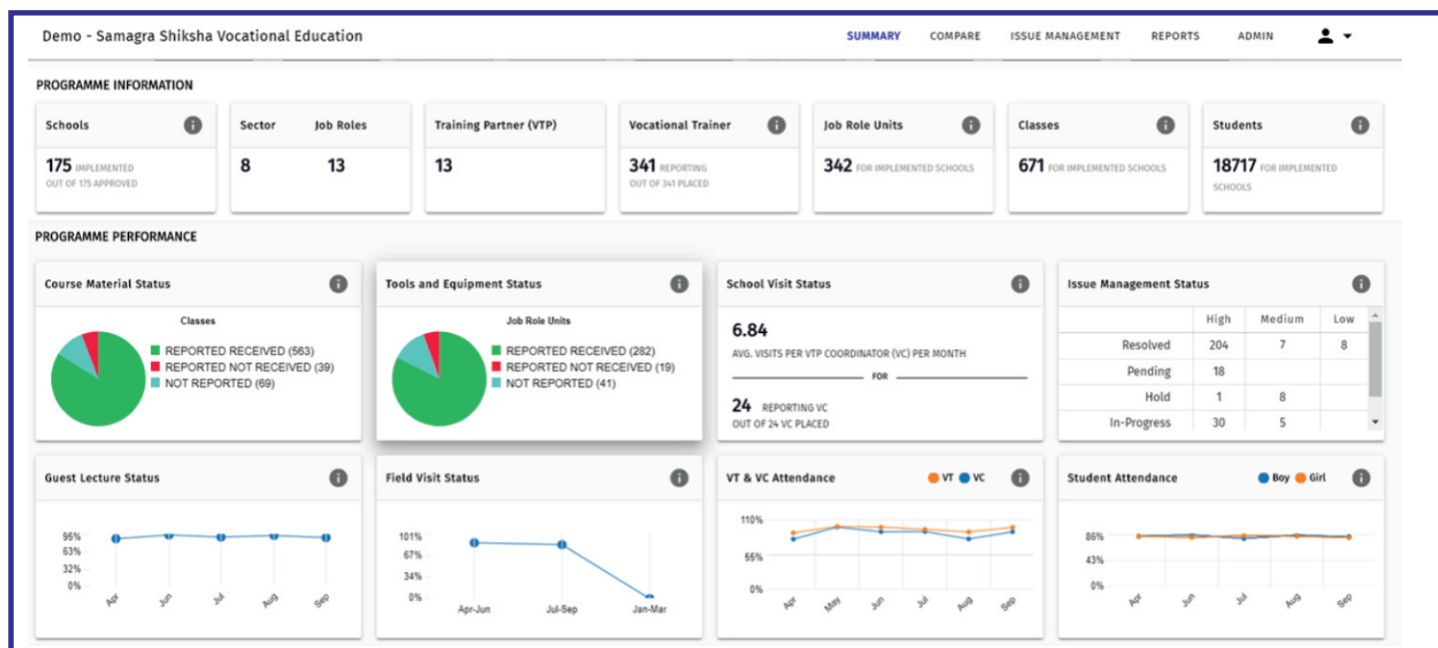 Demo - Samagra Shiksha Vocational Education
SUMMARY COMPARE ISSUE MANAGEMENT REPORTS ADMIN
PROGRAMME INFORMATION
Schools
175 IMPLEMENTED
OUT OF 175 APPROVED
Sector Job Roles
8 13
Training Partner (VTP)
13
Vocational Trainer
341 REPORTING
OUT OF 341 PLACED
Job Role Units
342 FOR IMPLEMENTED SCHOOLS
Classes
671 FOR IMPLEMENTED SCHOOLS
Students
18717 FOR IMPLEMENTED
SCHOOLS
PROGRAMME PERFORMANCE
Course Material Status
Classes
REPORTED RECEIVED (563)
REPORTED NOT RECEIVED (39)
NOT REPORTED (69)
Tools and Equipment Status
Job Role Units
REPORTED RECEIVED (282)
REPORTED NOT RECEIVED (19)
NOT REPORTED (41)
School Visit Status
6.84
AVG. VISITS PER VTP COORDINATOR (VC) PER MONTH
FOR
24 REPORTING VC
OUT OF 24 VC PLACED
Issue Management Status
High Medium Low
Resolved 204 7 8
Pending 18
Hold 1 8
In-Progress 30 5
Guest Lecture Status
95%
63%
32%
0%
Apr Jun Jul Aug Sep
Field Visit Status
101%
67%
34%
0%
Apr-Jun Jul-Sep Jan-Mar
VT & VC Attendance VT VC
110%
55%
0%
Apr May Jun Jul Aug Sep
Student Attendance Boy Girl
86%
43%
0%
Apr Jun Jul Aug Sep